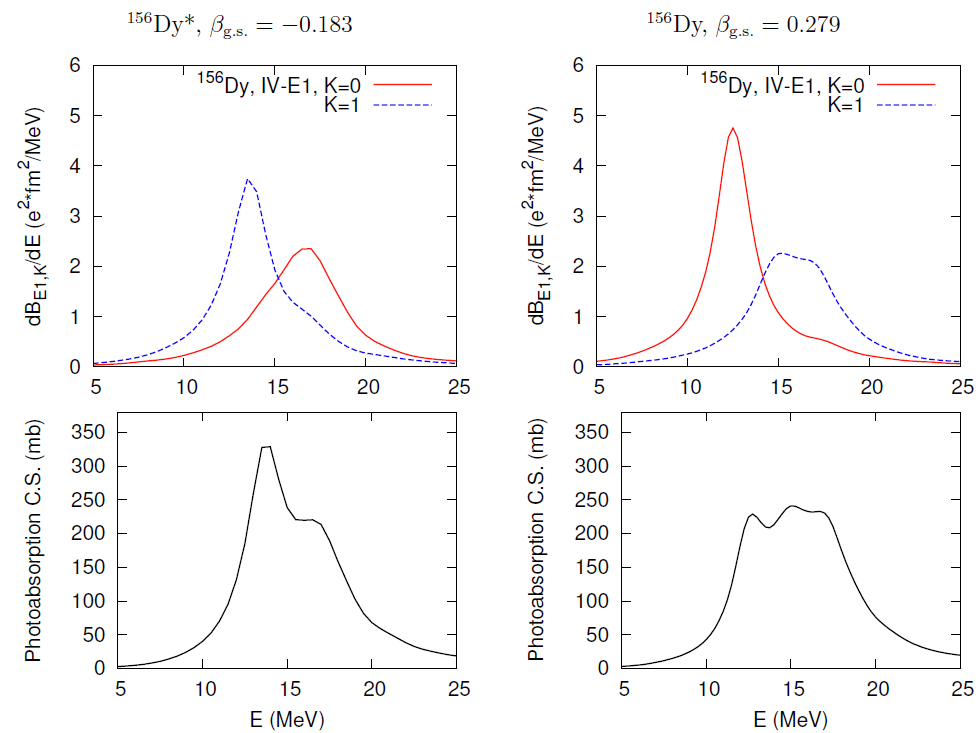 ¹⁵⁶Dy*, β_g.s. = −0.183
¹⁵⁶Dy, IV-E1, K=0
K=1
dB_E1,K/dE (e²*fm²/MeV)
6
5
4
3
2
1
0
5 10 15 20 25
¹⁵⁶Dy, β_g.s. = 0.279
¹⁵⁶Dy, IV-E1, K=0
K=1
dB_E1,K/dE (e²*fm²/MeV)
6
5
4
3
2
1
0
5 10 15 20 25
Photoabsorption C.S. (mb)
350
300
250
200
150
100
50
0
5 10 15 20 25
E (MeV)
Photoabsorption C.S. (mb)
350
300
250
200
150
100
50
0
5 10 15 20 25
E (MeV)